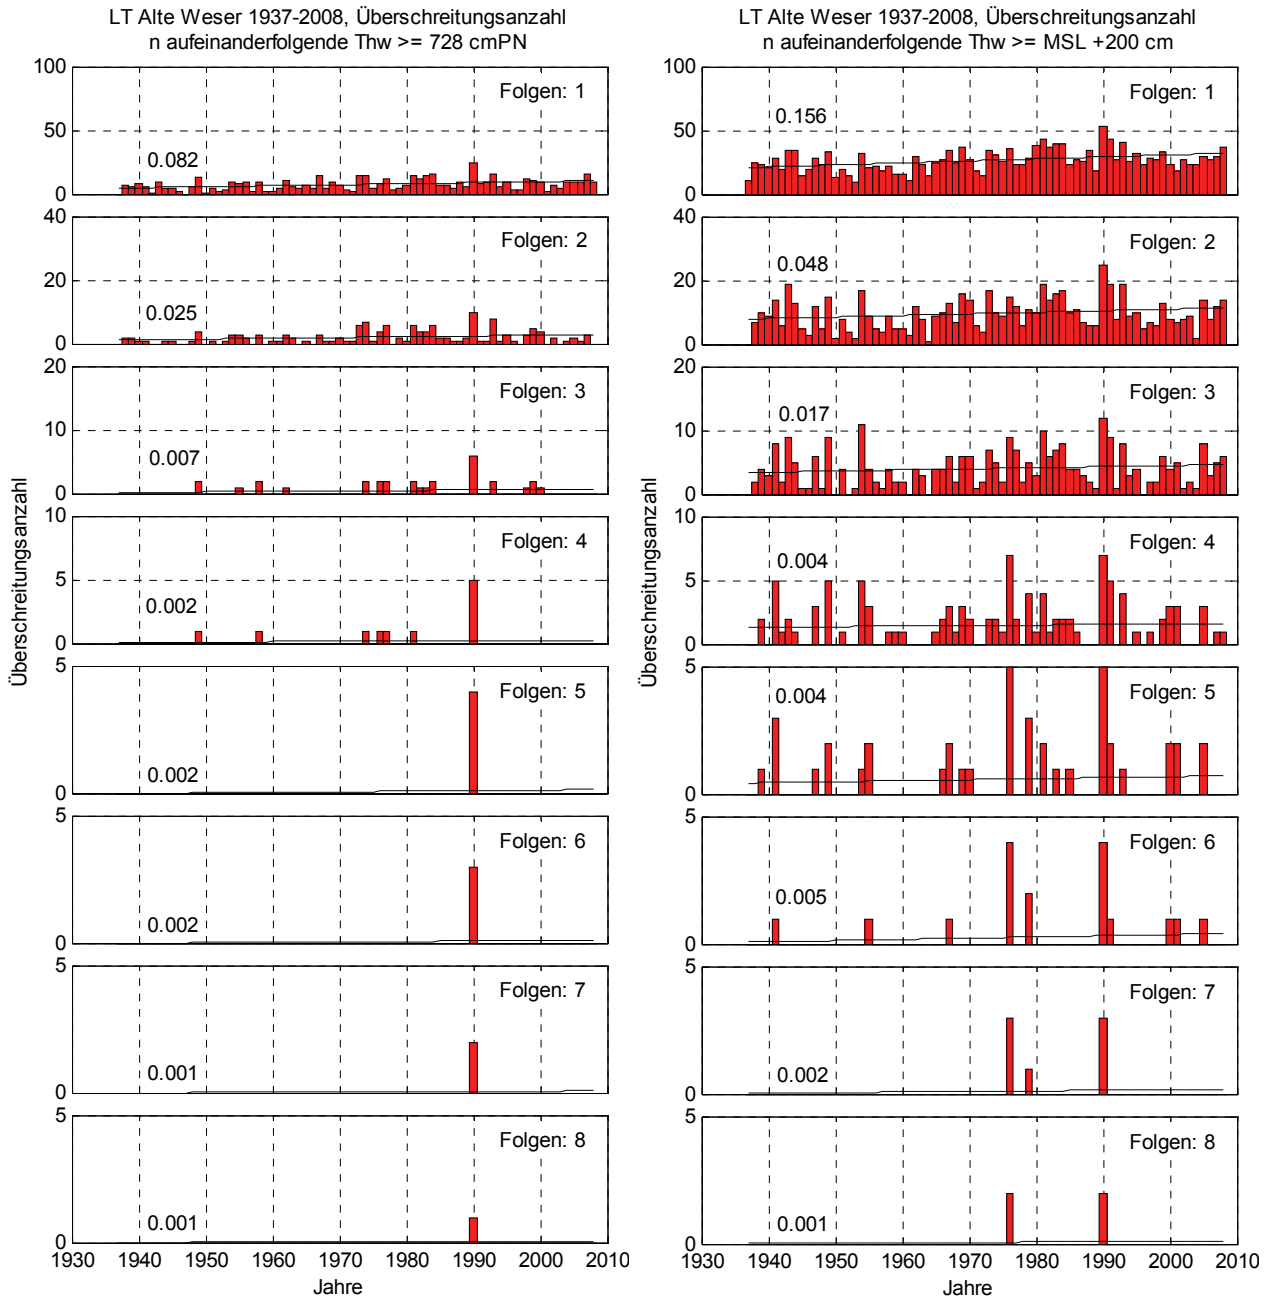 LT Alte Weser 1937-2008, Überschreitungsanzahl
n aufeinanderfolgende Thw >= 728 cmPN
100
50
0
Folgen: 1
0.082
40
20
0
Folgen: 2
0.025
20
10
0
Folgen: 3
0.007
10
5
0
Folgen: 4
0.002
5
0
Folgen: 5
0.002
5
0
Folgen: 6
0.002
5
0
Folgen: 7
0.001
5
0
Folgen: 8
0.001
1930 1940 1950 1960 1970 1980 1990 2000 2010
Jahre
Überschreitungsanzahl
LT Alte Weser 1937-2008, Überschreitungsanzahl
n aufeinanderfolgende Thw >= MSL +200 cm
100
50
0
Folgen: 1
0.156
40
20
0
Folgen: 2
0.048
20
10
0
Folgen: 3
0.017
10
5
0
Folgen: 4
0.004
5
0
Folgen: 5
0.004
5
0
Folgen: 6
0.005
5
0
Folgen: 7
0.002
5
0
Folgen: 8
0.001
1930 1940 1950 1960 1970 1980 1990 2000 2010
Jahre
Überschreitungsanzahl